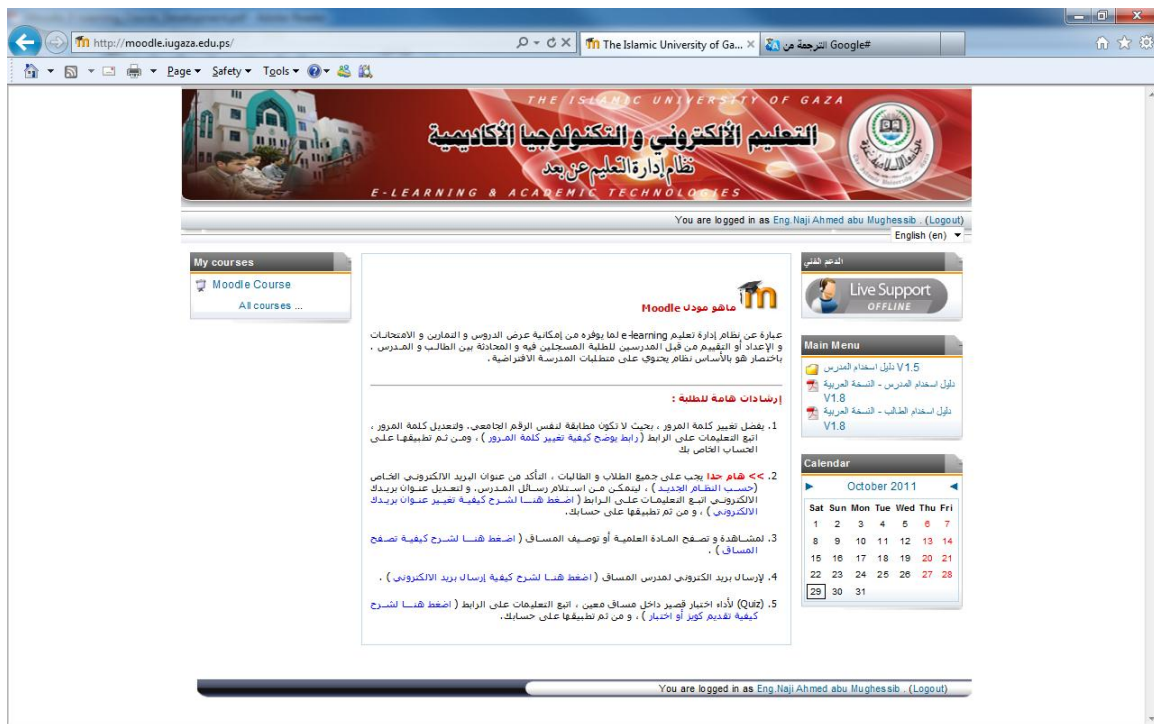 http://moodle.iugaza.edu.ps/
The Islamic University of Ga...
الترجمة من Google#
Page
Safety
Tools
THE ISLAMIC UNIVERSITY OF GAZA
التعليم الألكتروني و التكنولوجيا الأكاديمية
نظام إدارة التعليم عن بعد
E-LEARNING & ACADEMIC TECHNOLOGIES
You are logged in as Eng.Naji Ahmed abu Mughessib . (Logout)
English (en)
My courses
Moodle Course
All courses ...
ماهو مودل Moodle
عبارة عن نظام إدارة تعليم e-learning لما يوفره من إمكانية عرض الدروس و التمارين و الامتحانات
و الإعداد أو التقييم من قبل المدرسين للطلبة المسجلين فيه و المحادثة بين الطالب و المدرس .
باختصار هو بالأساس نظام يحتوي على متطلبات المدرسة الافتراضية .
إرشادات هامة للطلبة :
1. يفضل تغيير كلمة المرور ، بحيث لا تكون مطابقة لنفس الرقم الجامعي. ولتعديل كلمة المرور ،
اتبع التعليمات على الرابط ( رابط يوضح كيفية تغيير كلمة المرور ) ، ومن ثم تطبيقها على
الحساب الخاص بك
2. >> هام جدا يجب على جميع الطلاب و الطالبات ، التأكد من عنوان البريد الالكتروني الخاص
(حسب النظام الجديد ) ، ليتمكن من استلام رسائل المدرس. و لتعديل عنوان بريدك
الالكتروني اتبع التعليمات على الرابط ( اضغط هنا لشرح كيفية تغيير عنوان بريدك
الالكتروني ) ، و من ثم تطبيقها على حسابك.
3. لمشاهدة و تصفح المادة العلمية أو توصيف المساق ( اضغط هنا لشرح كيفية تصفح
المساق ) .
4. لإرسال بريد الكتروني لمدرس المساق ( اضغط هنا لشرح كيفية إرسال بريد الالكتروني ) .
5. (Quiz) لأداء اختبار قصير داخل مساق معين ، اتبع التعليمات على الرابط ( اضغط هنا لشرح
كيفية تقديم كويز أو اختبار ) ، و من ثم تطبيقها على حسابك.
الدعم الفني
Live Support
OFFLINE
Main Menu
دليل استخدام المدرس V1.5
دليل استخدام المدرس - النسخة العربية
V1.8
دليل استخدام الطالب - النسخة العربية
V1.8
Calendar
October 2011
Sat Sun Mon Tue Wed Thu Fri
1 2 3 4 5 6 7
8 9 10 11 12 13 14
15 16 17 18 19 20 21
22 23 24 25 26 27 28
29 30 31
You are logged in as Eng.Naji Ahmed abu Mughessib . (Logout)